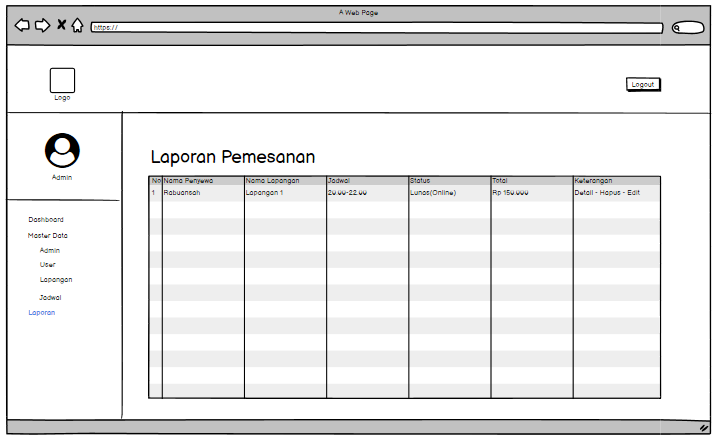 A Web Page
https://
Logo
Logout
Admin
Laporan Pemesanan
No Nama Penyewa Nama Lapangan Jadwal Status Total Keterangan
1 Rabuansah Lapangan 1 20.00-22.00 Lunas(Online) Rp 150.000 Detail - Hapus - Edit
Dashboard
Master Data
Admin
User
Lapangan
Jadwal
Laporan